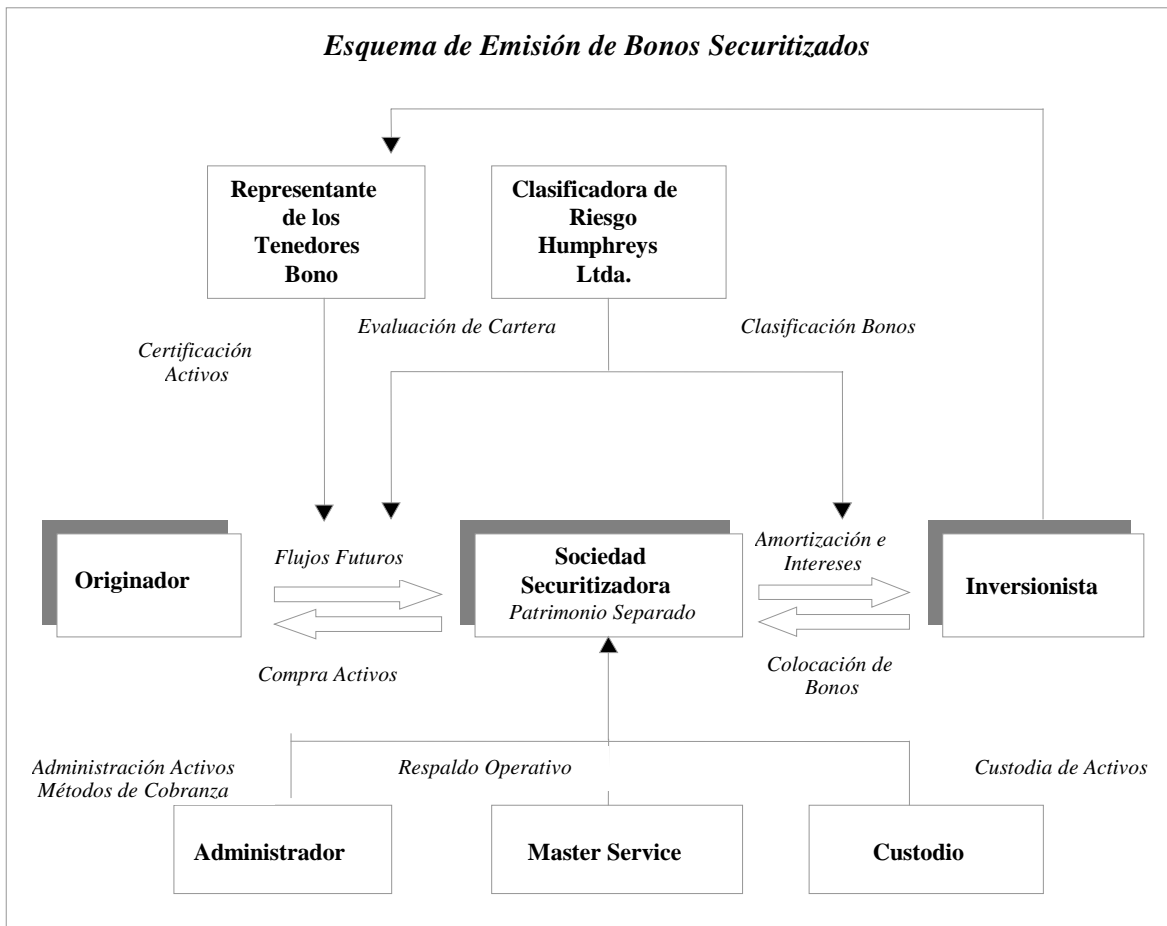 Esquema de Emisión de Bonos Securitizados
Representante
de los
Tenedores
Bono
Clasificadora de
Riesgo
Humphreys
Ltda.
Evaluación de Cartera
Clasificación Bonos
Certificación
Activos
Originador
Flujos Futuros
Compra Activos
Sociedad
Securitizadora
Patrimonio Separado
Amortización e
Intereses
Colocación de
Bonos
Inversionista
Administración Activos
Métodos de Cobranza
Respaldo Operativo
Custodia de Activos
Administrador
Master Service
Custodio